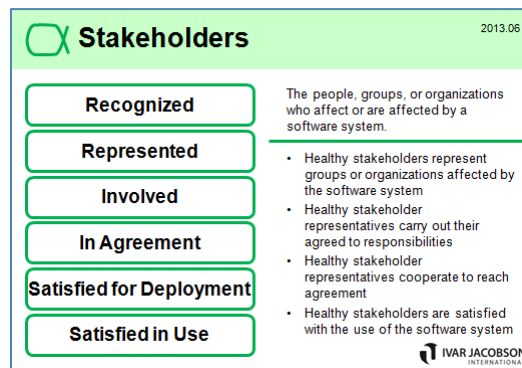 Stakeholders
2013.06
Recognized
Represented
Involved
In Agreement
Satisfied for Deployment
Satisfied in Use
The people, groups, or organizations
who affect or are affected by a
software system.
• Healthy stakeholders represent
groups or organizations affected by
the software system
• Healthy stakeholder
representatives carry out their
agreed to responsibilities
• Healthy stakeholder
representatives cooperate to reach
agreement
• Healthy stakeholders are satisfied
with the use of the software system
IVAR JACOBSON
INTERNATIONAL